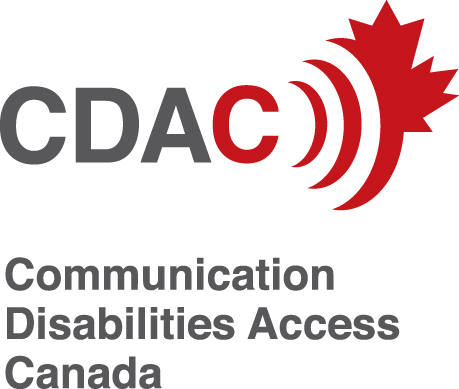 CDAC
Communication
Disabilities Access
Canada